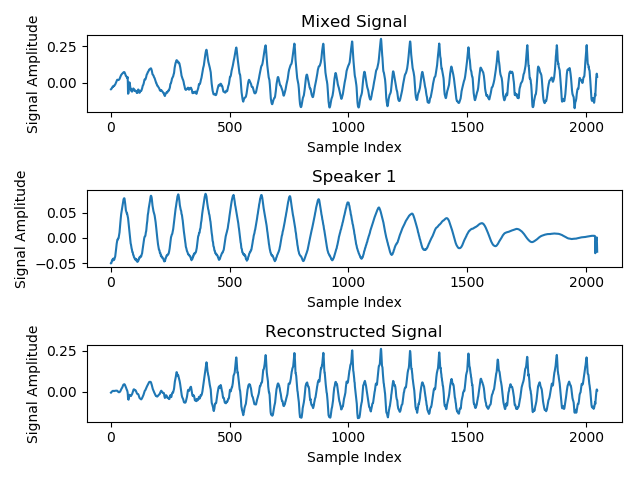 Mixed Signal
Signal Amplitude
0.25
0.00
0 500 1000 1500 2000
Sample Index
Speaker 1
Signal Amplitude
0.05
0.00
−0.05
0 500 1000 1500 2000
Sample Index
Reconstructed Signal
Signal Amplitude
0.25
0.00
0 500 1000 1500 2000
Sample Index